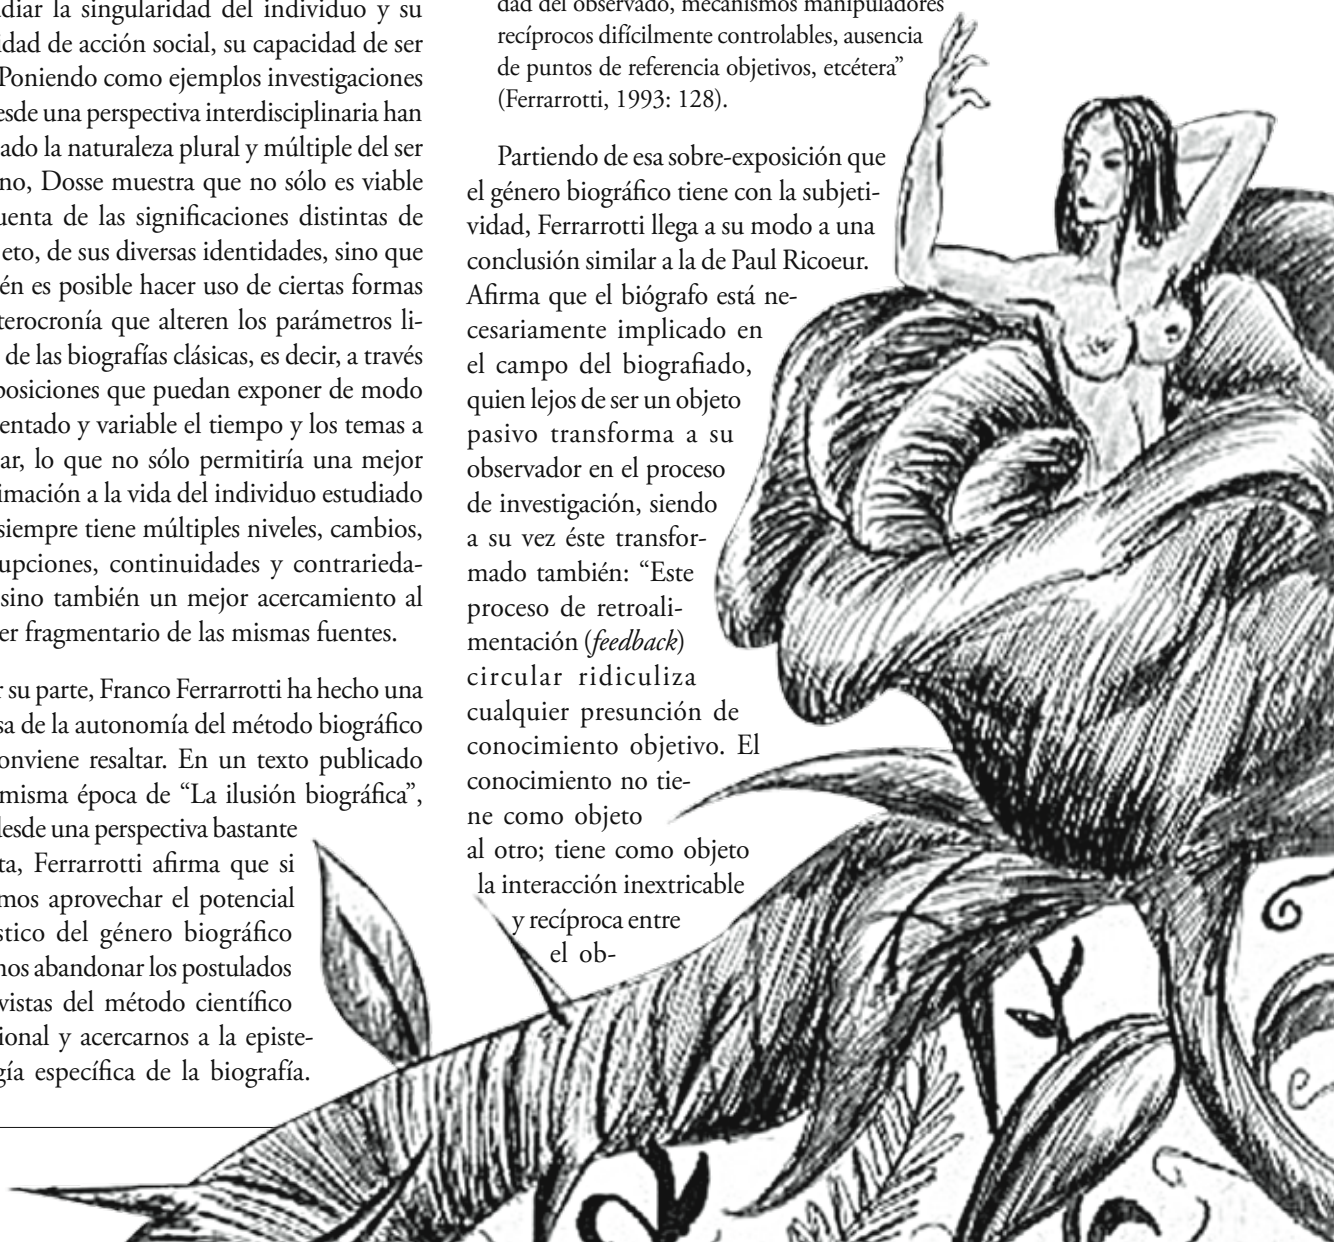 diar la singularidad del individuo y su
idad de acción social, su capacidad de ser
Poniendo como ejemplos investigaciones
esde una perspectiva interdisciplinaria han
ado la naturaleza plural y múltiple del ser
no, Dosse muestra que no sólo es viable
uenta de las significaciones distintas de
eto, de sus diversas identidades, sino que
én es posible hacer uso de ciertas formas
terocronía que alteren los parámetros li-
de las biografías clásicas, es decir, a través
posiciones que puedan exponer de modo
entado y variable el tiempo y los temas a
ar, lo que no sólo permitiría una mejor
imación a la vida del individuo estudiado
siempre tiene múltiples niveles, cambios,
upciones, continuidades y contrarieda-
sino también un mejor acercamiento al
er fragmentario de las mismas fuentes.
r su parte, Franco Ferrarrotti ha hecho una
sa de la autonomía del método biográfico
onviene resaltar. En un texto publicado
misma época de “La ilusión biográfica”,
desde una perspectiva bastante
ta, Ferrarrotti afirma que si
mos aprovechar el potencial
stico del género biográfico
nos abandonar los postulados
vistas del método científico
ional y acercarnos a la episte-
gía específica de la biografía.
dad del observado, mecanismos manipuladores
recíprocos difícilmente controlables, ausencia
de puntos de referencia objetivos, etcétera”
(Ferrarrotti, 1993: 128).
Partiendo de esa sobre-exposición que
el género biográfico tiene con la subjeti-
vidad, Ferrarrotti llega a su modo a una
conclusión similar a la de Paul Ricoeur.
Afirma que el biógrafo está ne-
cesariamente implicado en
el campo del biografiado,
quien lejos de ser un objeto
pasivo transforma a su
observador en el proceso
de investigación, siendo
a su vez éste transfor-
mado también: “Este
proceso de retroali-
mentación (feedback)
circular ridiculiza
cualquier presunción de
conocimiento objetivo. El
conocimiento no tie-
ne como objeto
al otro; tiene como objeto
la interacción inextricable
y recíproca entre
el ob-